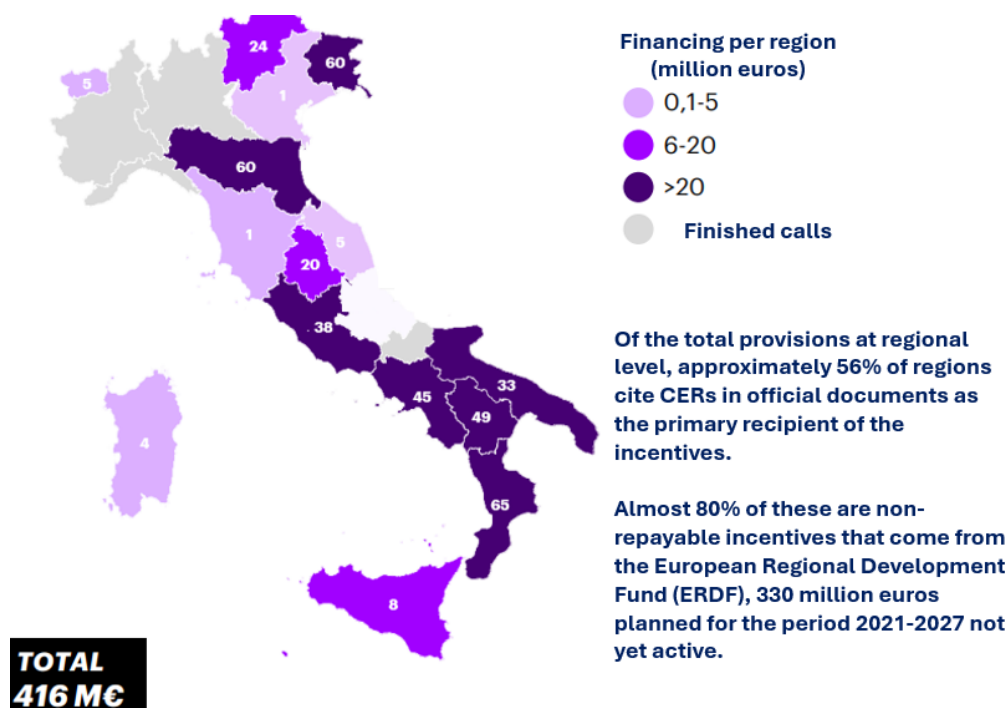 24
60
5
1
60
1
5
20
38
33
45
49
4
65
8
TOTAL
416 M€
Financing per region
(million euros)
0,1-5
6-20
>20
Finished calls
Of the total provisions at regional
level, approximately 56% of regions
cite CERs in official documents as
the primary recipient of the
incentives.
Almost 80% of these are non-
repayable incentives that come from
the European Regional Development
Fund (ERDF), 330 million euros
planned for the period 2021-2027 not
yet active.